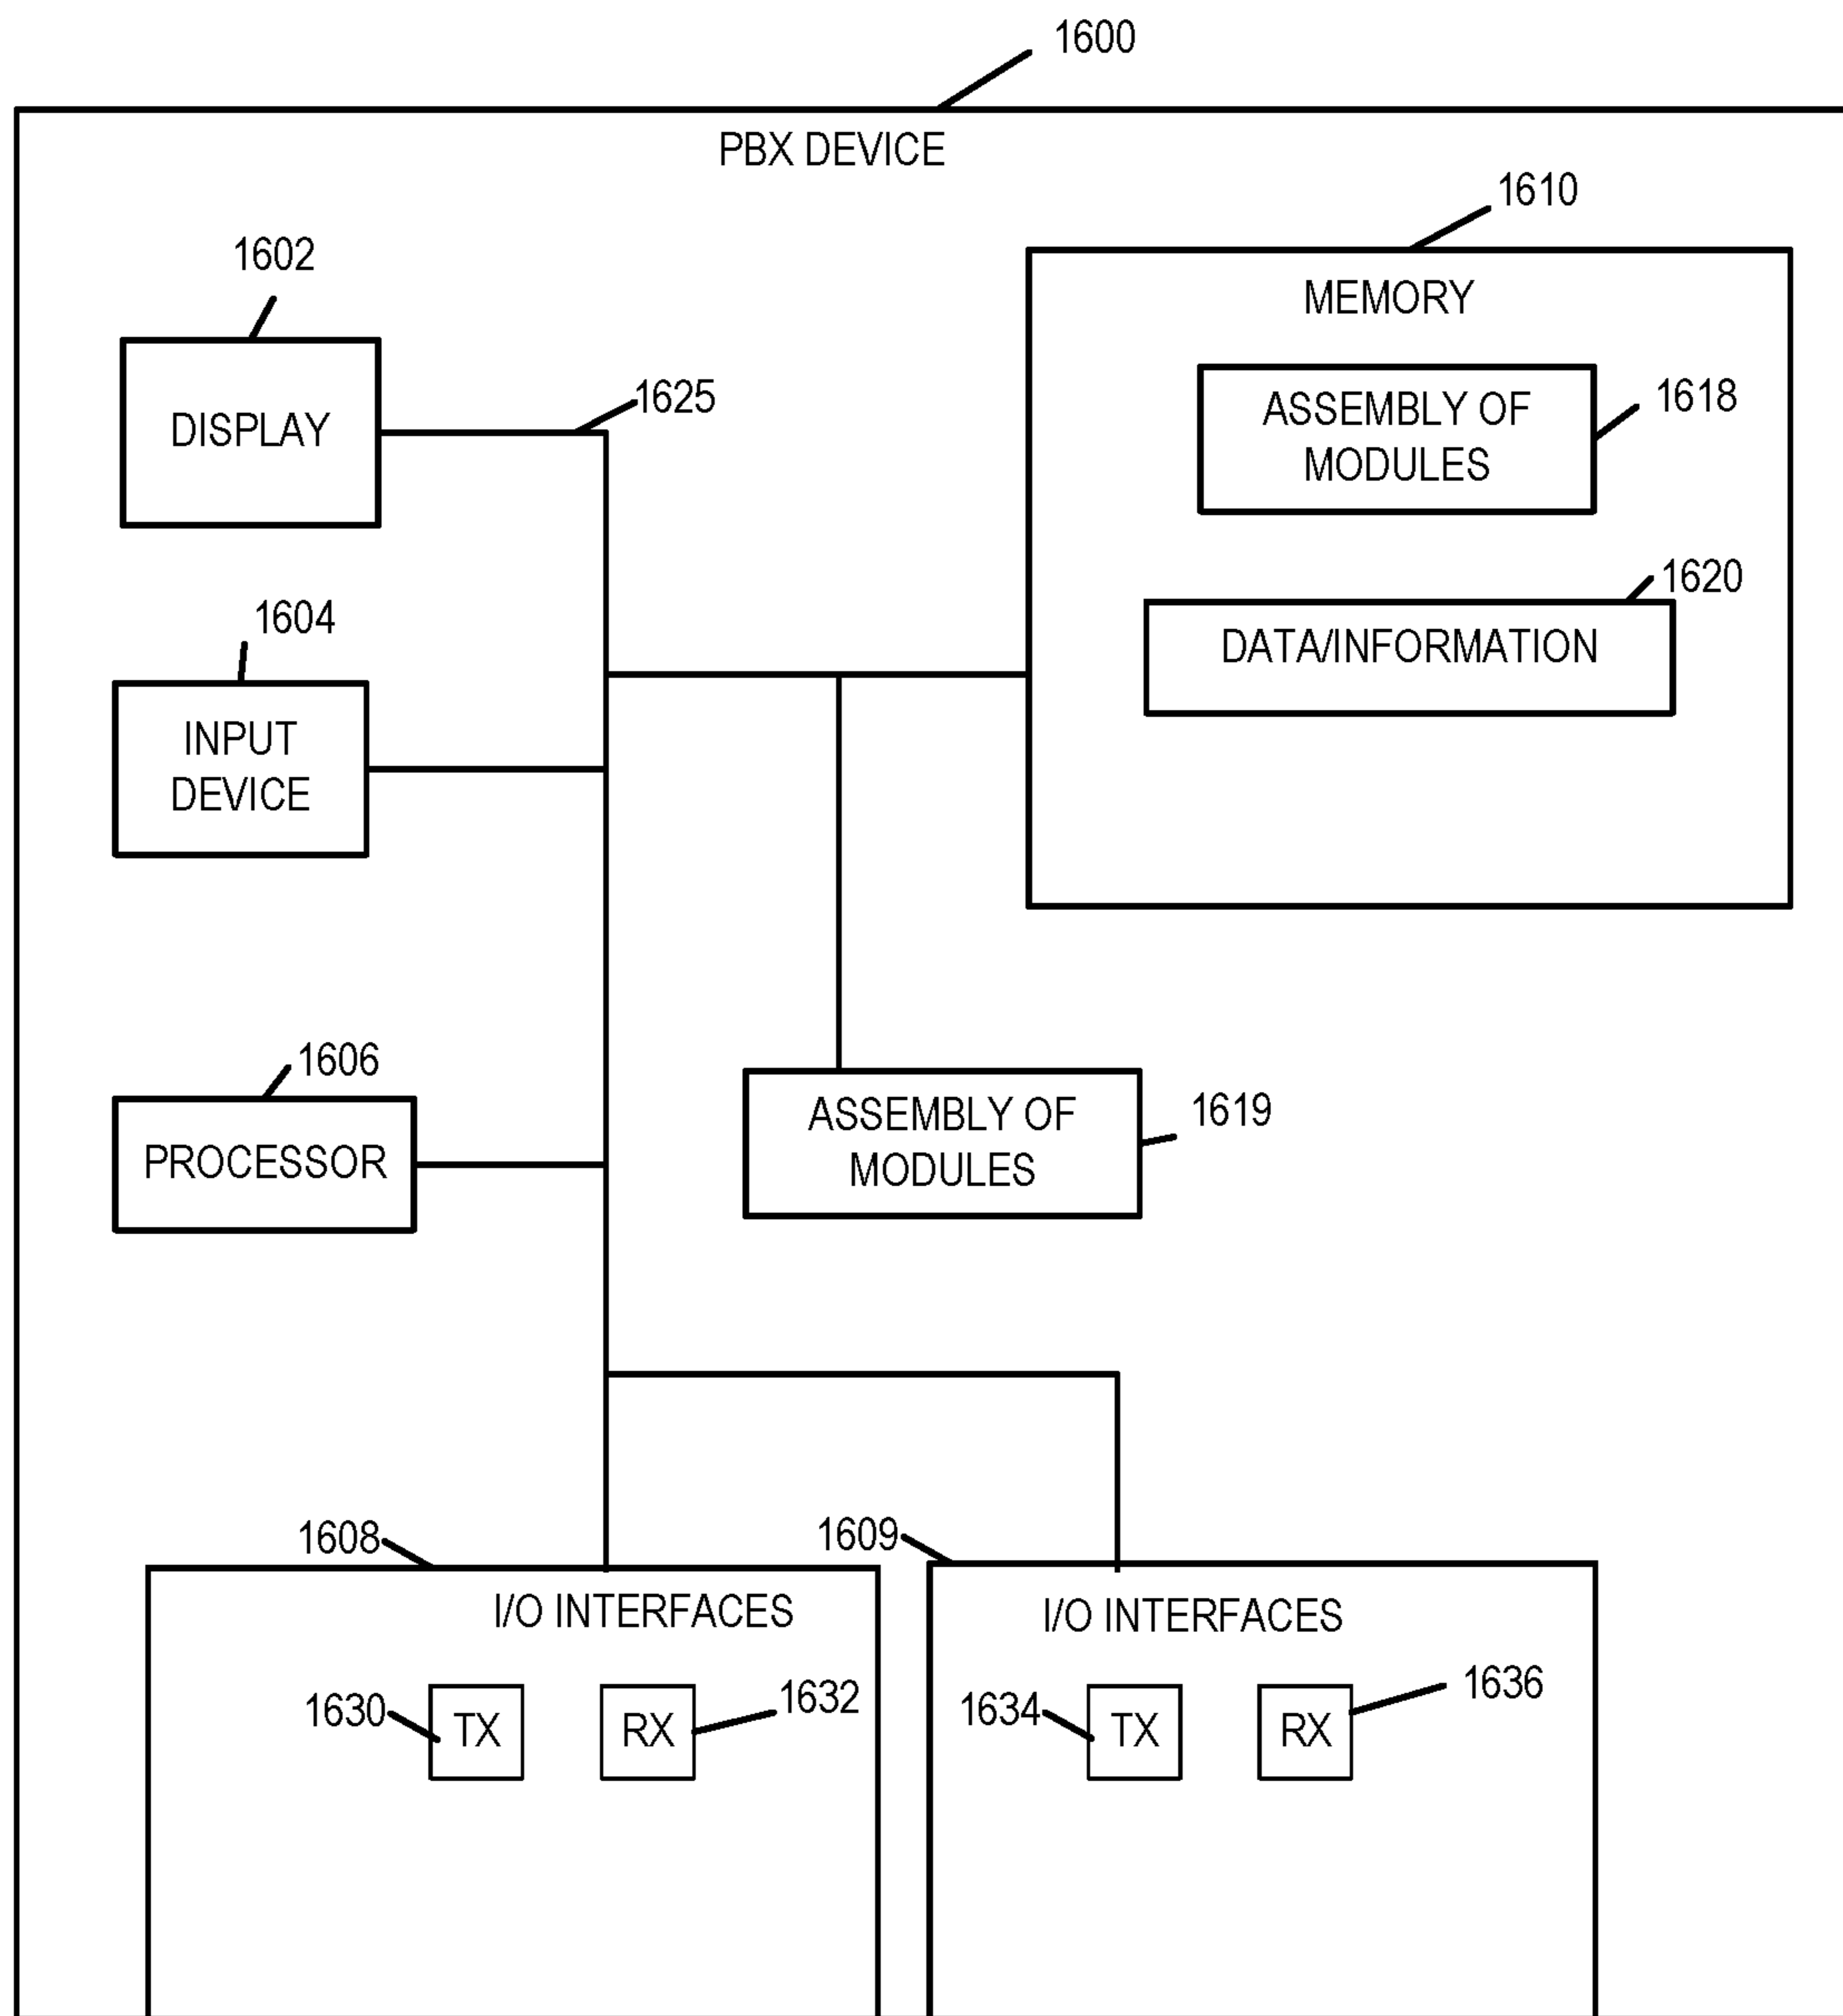 1600
PBX DEVICE
1610
1602
MEMORY
DISPLAY
1625
ASSEMBLY OF
MODULES
1618
1620
DATA/INFORMATION
1604
INPUT
DEVICE
1606
PROCESSOR
ASSEMBLY OF
MODULES
1619
1608
1609
I/O INTERFACES
I/O INTERFACES
1630
TX
RX
1632
1634
TX
RX
1636